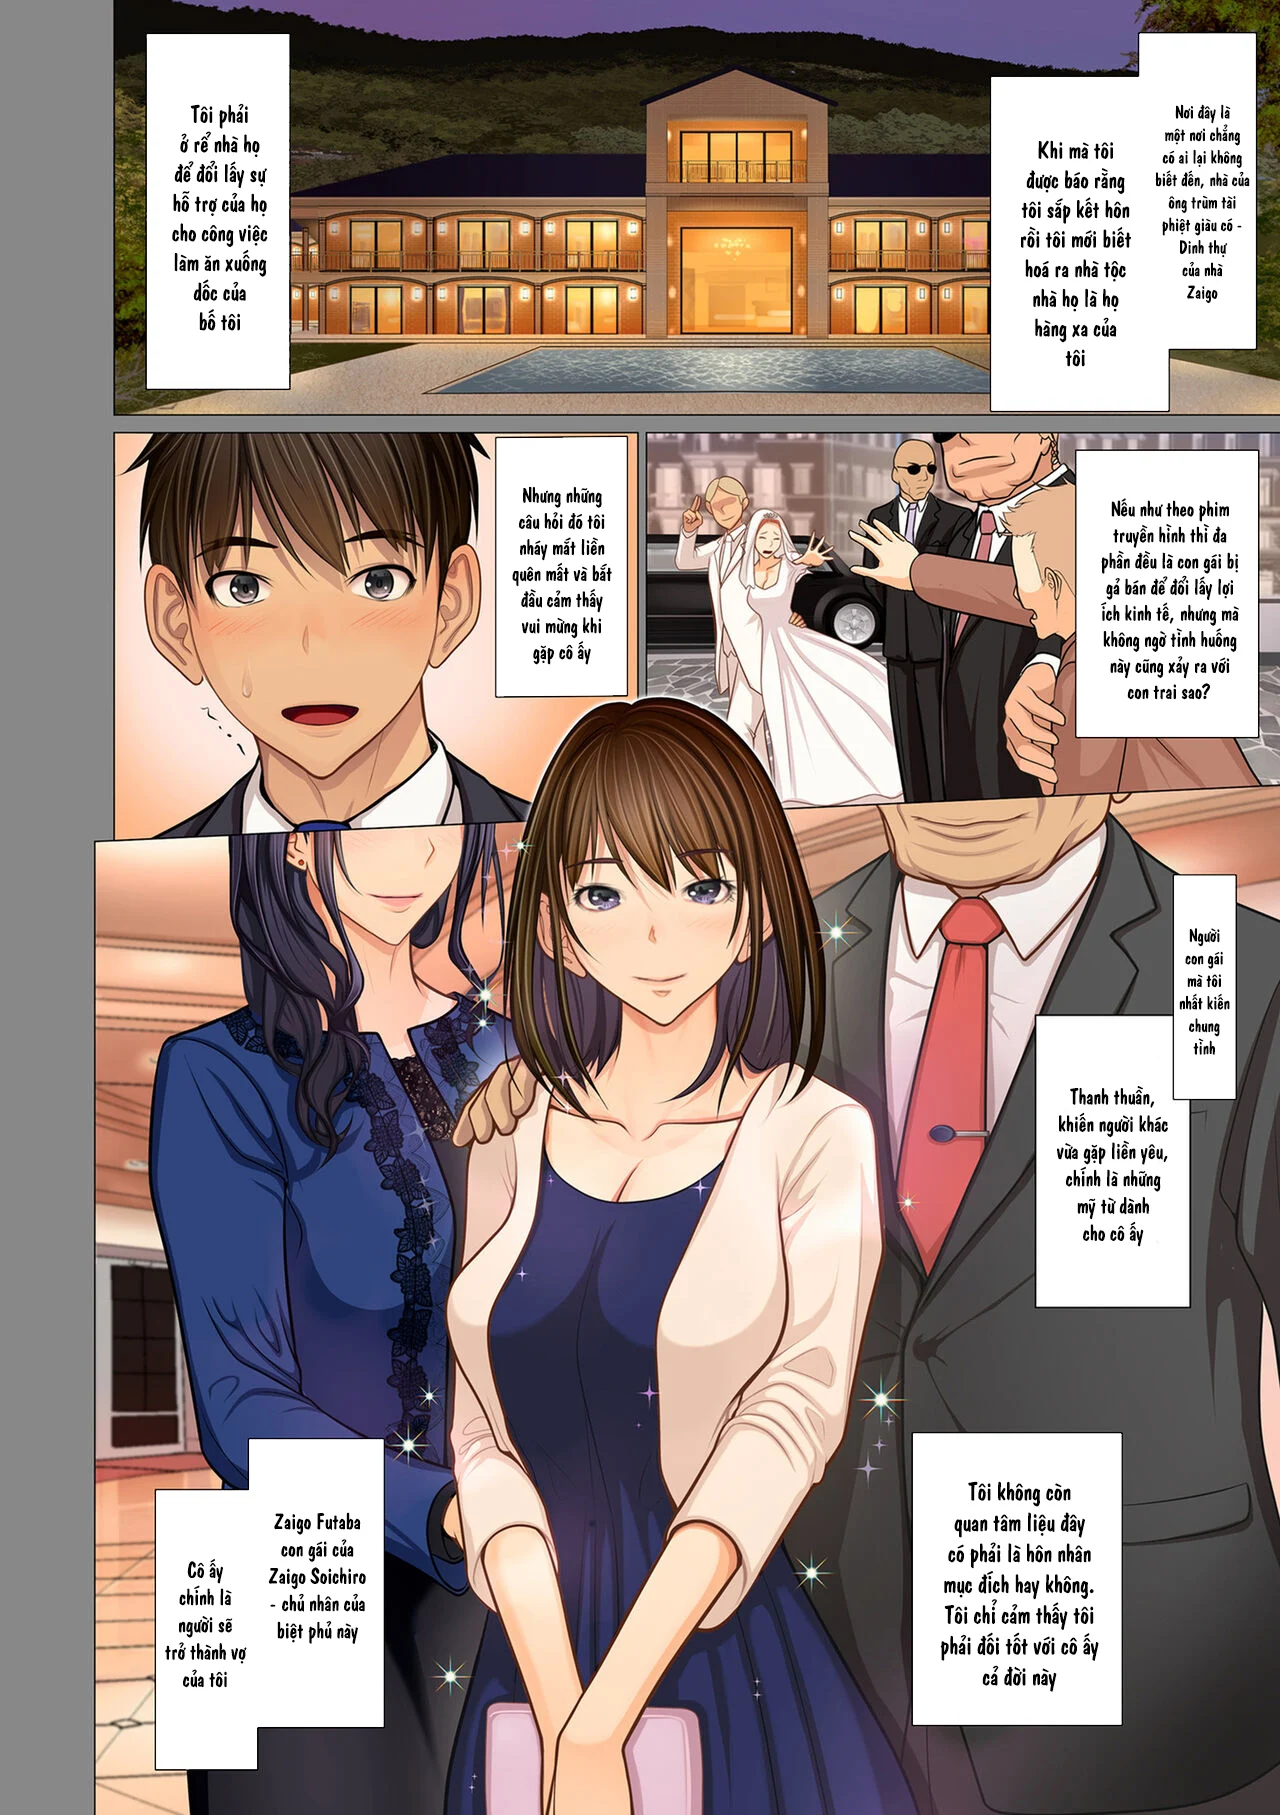 Nơi đây là
một nơi chẳng
có ai lại không
biết đến, nhà của
ông trùm tài
phiệt giàu có -
Dinh thự
của nhà
Zaigo
Khi mà tôi
được báo rằng
tôi sắp kết hôn
rồi tôi mới biết
hoá ra nhà tộc
nhà họ là họ
hàng xa của
tôi
Tôi phải
ở rể nhà họ
để đổi lấy sự
hỗ trợ của họ
cho công việc
làm ăn xuống
dốc của
bố tôi
Nếu như theo phim
truyền hình thì đa
phần đều là con gái bị
gả bán để đổi lấy lợi
ích kinh tế, nhưng mà
không ngờ tình huống
này cũng xảy ra với
con trai sao?
Nhưng những
câu hỏi đó tôi
nháy mắt liền
quên mất và bắt
đầu cảm thấy
vui mừng khi
gặp cô ấy
Người
con gái
mà tôi
nhất kiến
chung
tình
Thanh thuần,
khiến người khác
vừa gặp liền yêu,
chính là những
mỹ từ dành
cho cô ấy
Tôi không còn
quan tâm liệu đây
có phải là hôn nhân
mục đích hay không.
Tôi chỉ cảm thấy tôi
phải đối tốt với cô ấy
cả đời này
Zaigo Futaba
con gái của
Zaigo Soichiro
- chủ nhân của
biệt phủ này
Cô ấy
chính là
người sẽ
trở thành vợ
của tôi